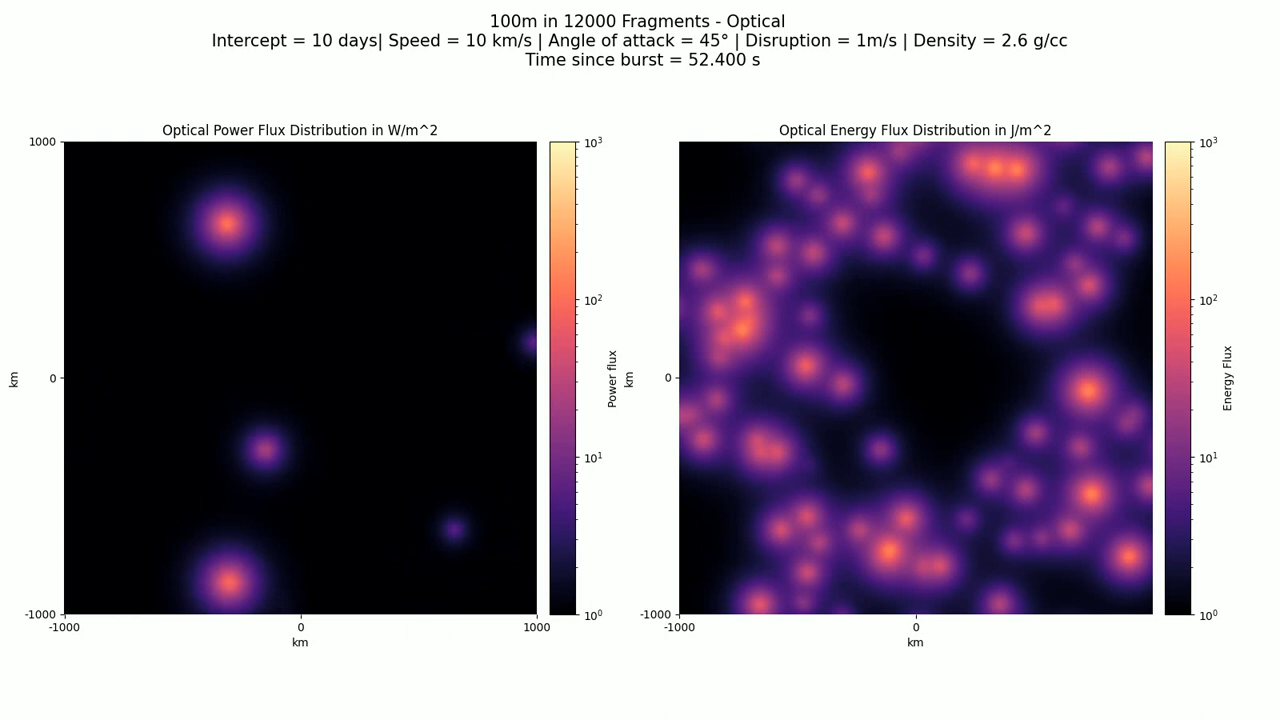 100m in 12000 Fragments - Optical
Intercept = 10 days| Speed = 10 km/s | Angle of attack = 45° | Disruption = 1m/s | Density = 2.6 g/cc
Time since burst = 52.400 s
Optical Power Flux Distribution in W/m^2
1000
0
-1000
km
-1000
0
1000
km
10³
10²
10¹
10⁰
Power flux
Optical Energy Flux Distribution in J/m^2
0
-1000
km
-1000
0
km
10³
10²
10¹
10⁰
Energy Flux